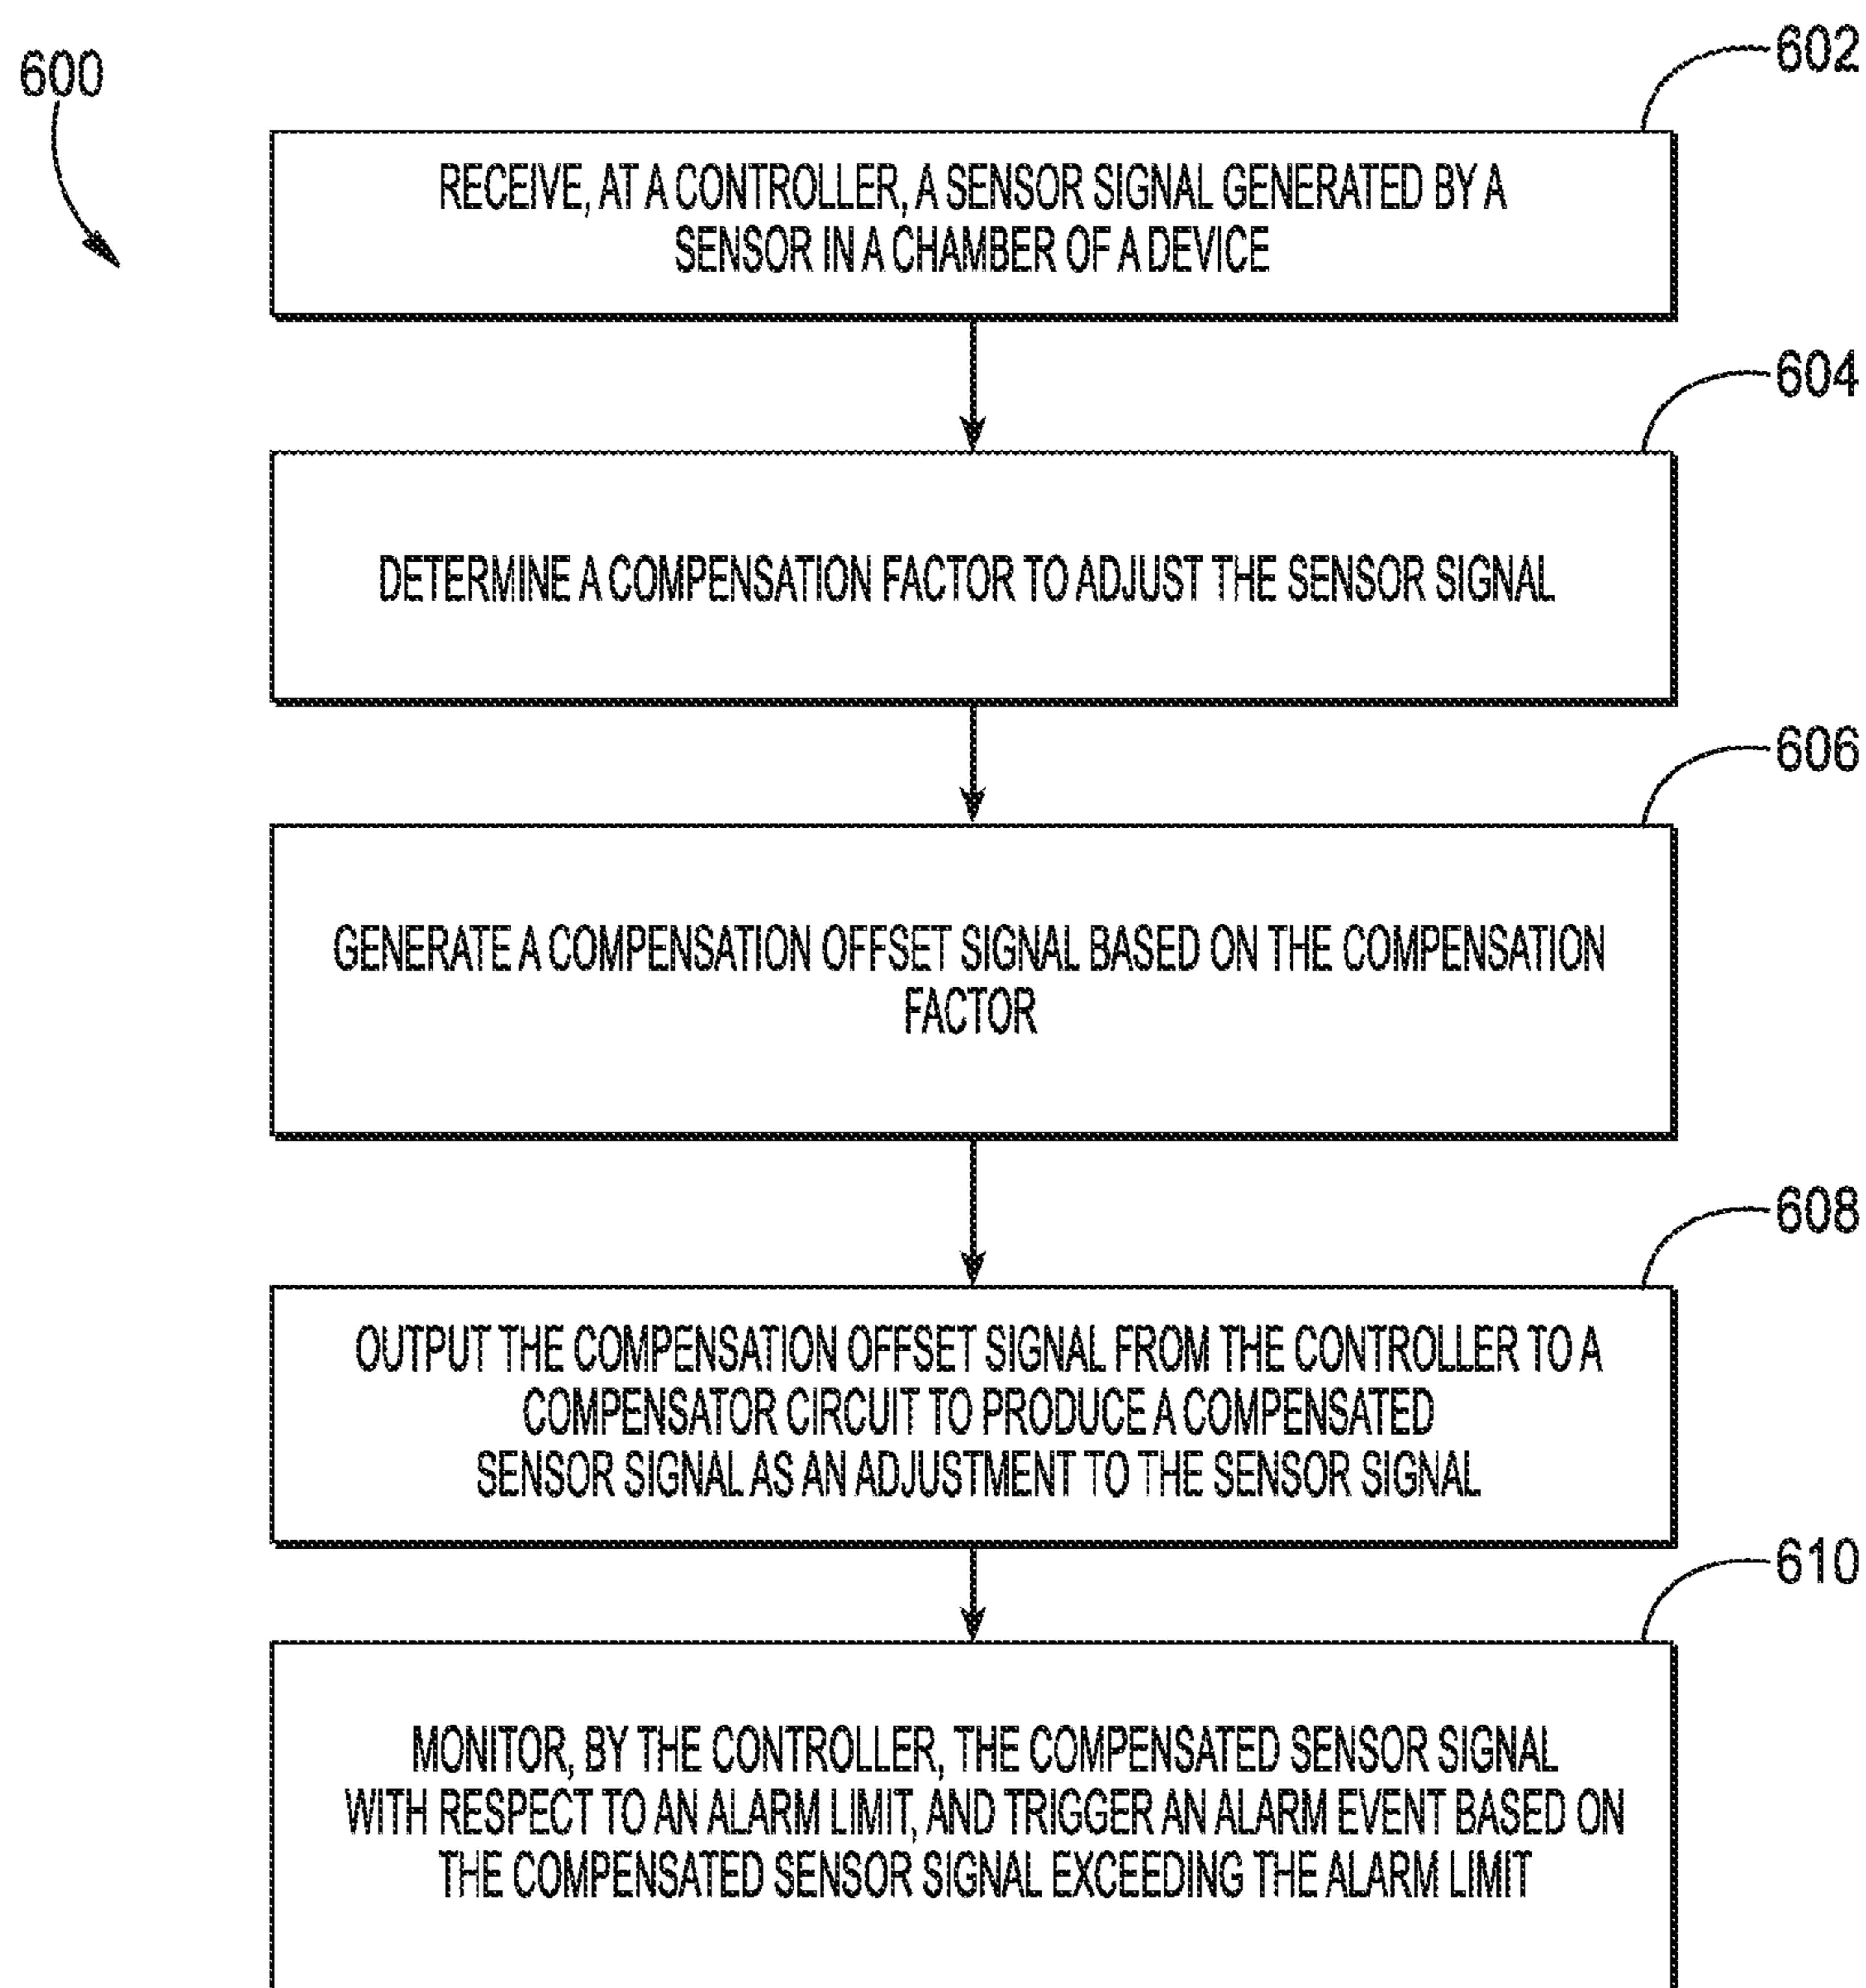 600
602
RECEIVE, AT A CONTROLLER, A SENSOR SIGNAL GENERATED BY A
SENSOR IN A CHAMBER OF A DEVICE
604
DETERMINE A COMPENSATION FACTOR TO ADJUST THE SENSOR SIGNAL
606
GENERATE A COMPENSATION OFFSET SIGNAL BASED ON THE COMPENSATION
FACTOR
608
OUTPUT THE COMPENSATION OFFSET SIGNAL FROM THE CONTROLLER TO A
COMPENSATOR CIRCUIT TO PRODUCE A COMPENSATED
SENSOR SIGNAL AS AN ADJUSTMENT TO THE SENSOR SIGNAL
610
MONITOR, BY THE CONTROLLER, THE COMPENSATED SENSOR SIGNAL
WITH RESPECT TO AN ALARM LIMIT, AND TRIGGER AN ALARM EVENT BASED ON
THE COMPENSATED SENSOR SIGNAL EXCEEDING THE ALARM LIMIT